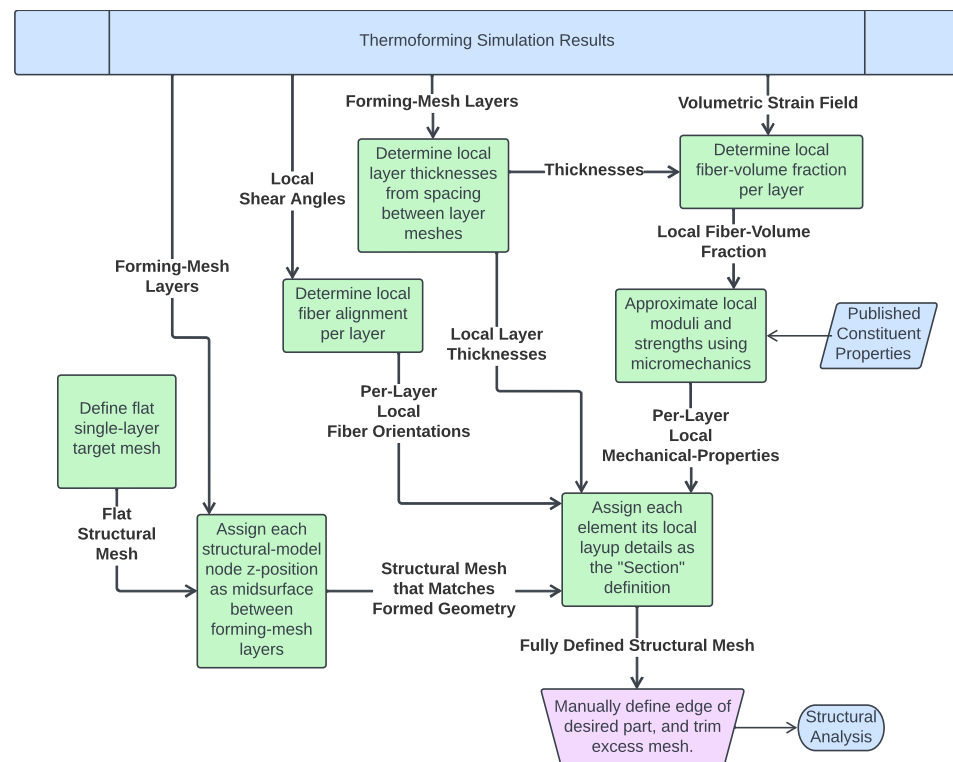 Thermoforming Simulation Results
Forming-Mesh Layers
Volumetric Strain Field
Determine local
layer thicknesses
from spacing
between layer
meshes
Thicknesses
Determine local
fiber-volume fraction
per layer
Local
Shear Angles
Local Fiber-Volume
Fraction
Forming-Mesh
Layers
Determine local
fiber alignment
per layer
Local Layer
Thicknesses
Approximate local
moduli and
strengths using
micromechanics
Published
Constituent
Properties
Define flat
single-layer
target mesh
Per-Layer
Local
Fiber Orientations
Per-Layer
Local
Mechanical-Properties
Flat
Structural
Mesh
Assign each
structural-model
node z-position
as midsurface
between
forming-mesh
layers
Structural Mesh
that Matches
Formed Geometry
Assign each
element its local
layup details as
the "Section"
definition
Fully Defined Structural Mesh
Manually define edge of
desired part, and trim
excess mesh.
Structural
Analysis